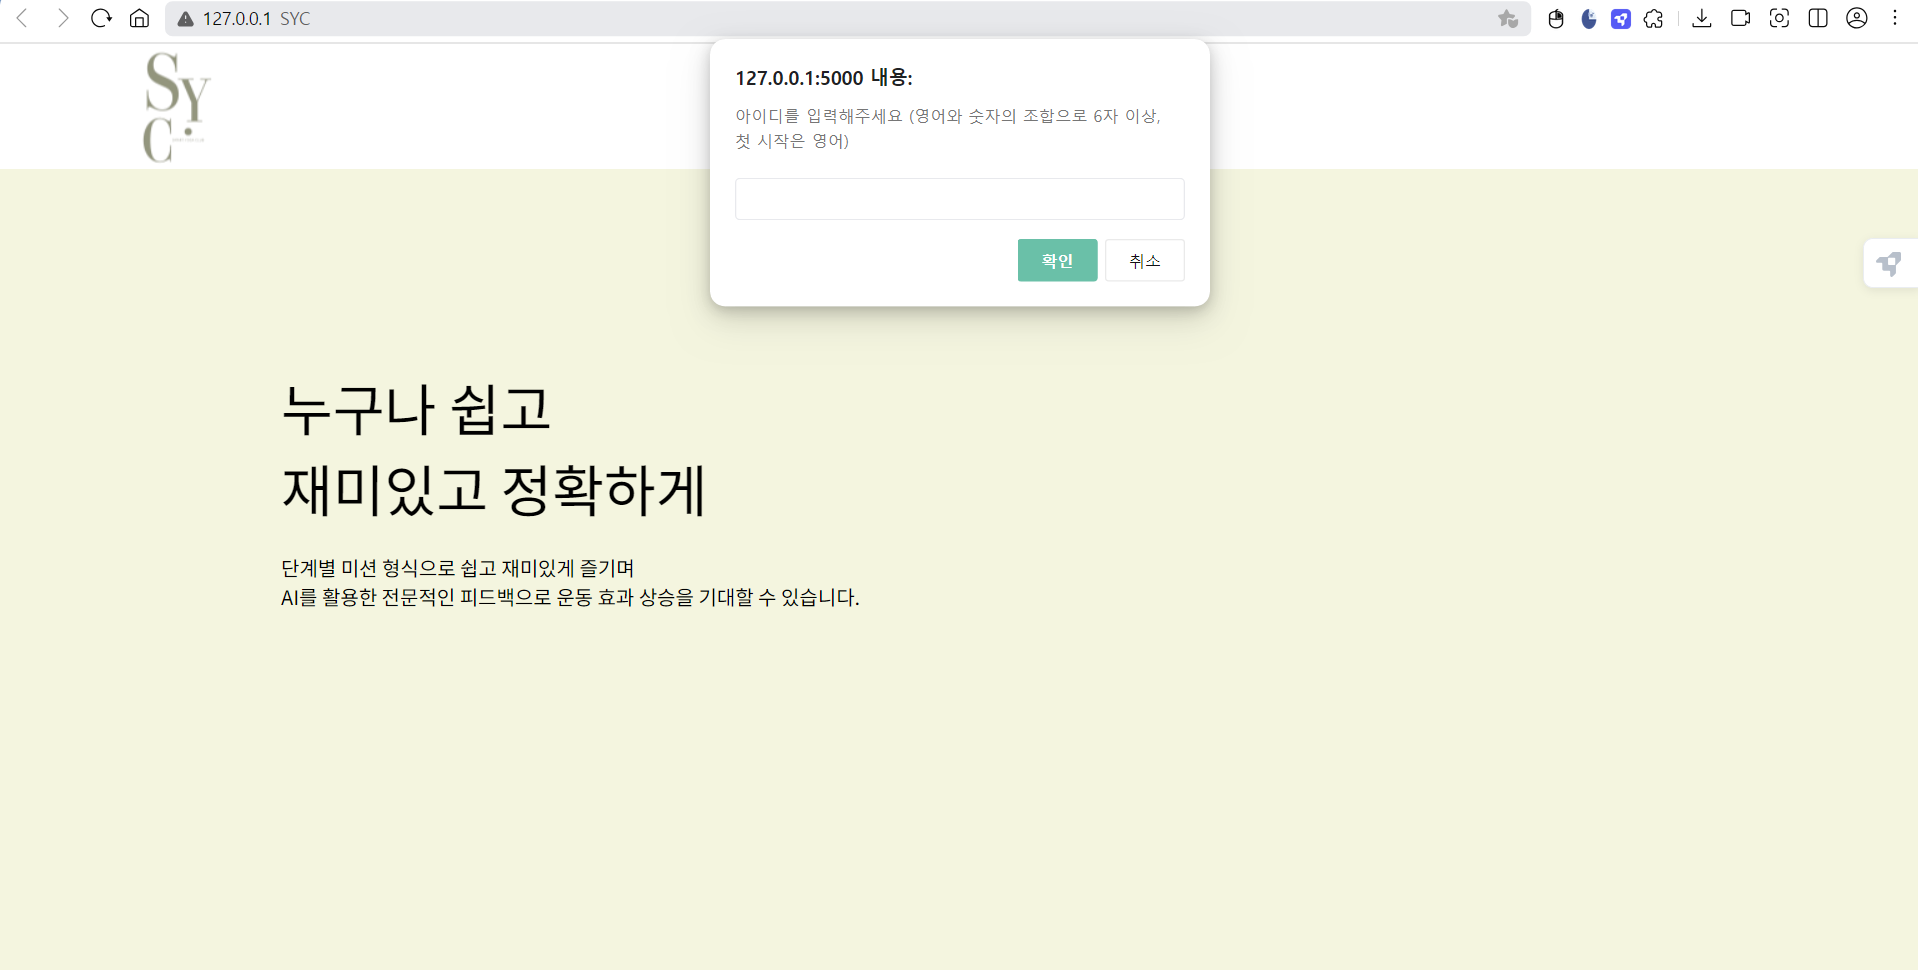 127.0.0.1 SYC
SYC
127.0.0.1:5000 내용:
아이디를 입력해주세요 (영어와 숫자의 조합으로 6자 이상,
첫 시작은 영어)
확인 취소
누구나 쉽고
재미있고 정확하게
단계별 미션 형식으로 쉽고 재미있게 즐기며
AI를 활용한 전문적인 피드백으로 운동 효과 상승을 기대할 수 있습니다.